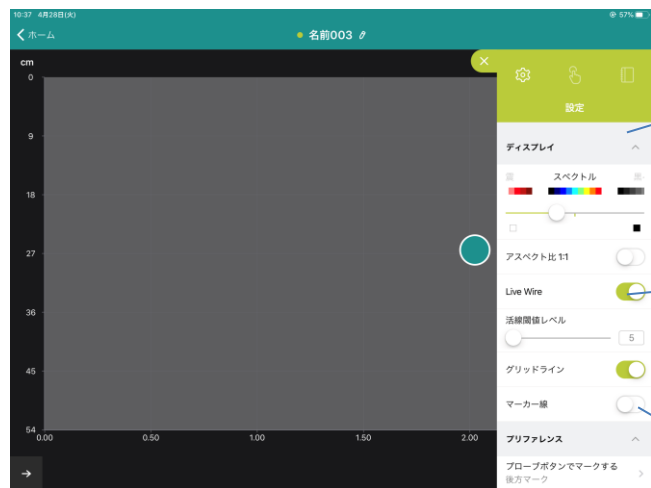 10:37 4月28日(火)
57%
ホーム
名前003
cm
0
9
18
27
36
45
54
0.00
0.50
1.00
1.50
2.00
設定
ディスプレイ
スペクトル
アスペクト比 1:1
Live Wire
活線閾値レベル
5
グリッドライン
マーカー線
プリファレンス
プローブボタンでマークする
後方マーク